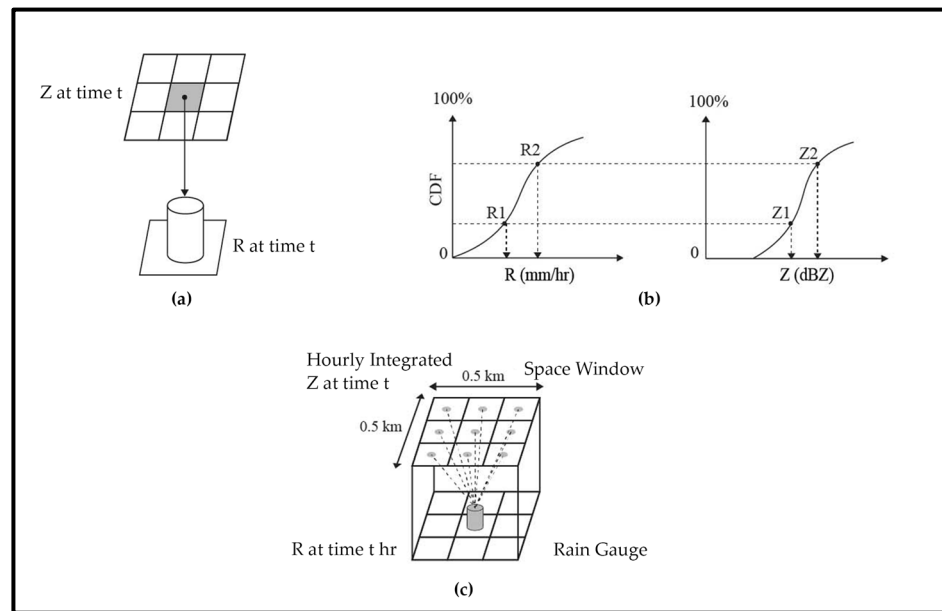 Z at time t
R at time t
(a)
100%
CDF
R2
R1
0
R (mm/hr)
100%
Z2
Z1
0
Z (dBZ)
(b)
Hourly Integrated
Z at time t
0.5 km
Space Window
0.5 km
R at time t hr
Rain Gauge
(c)